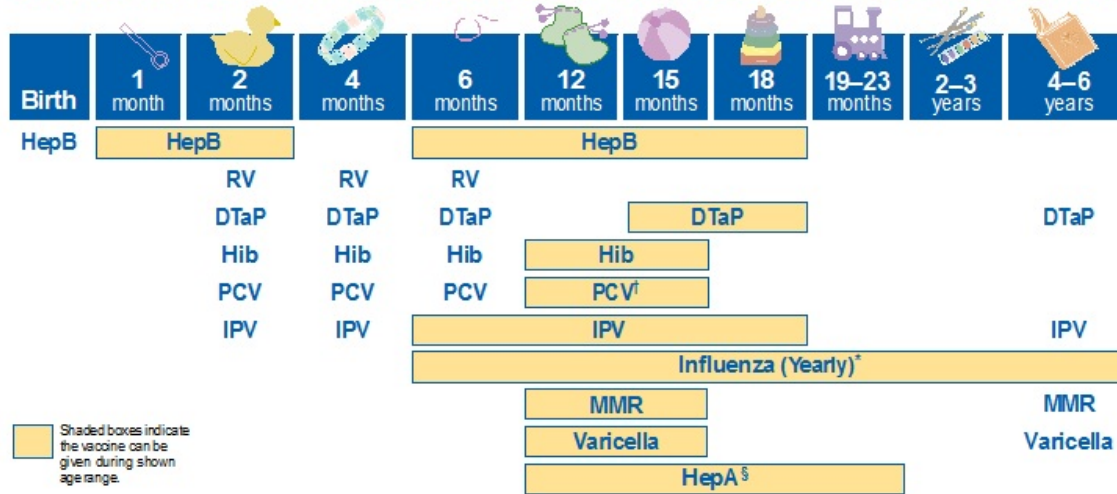 Birth 1 month 2 months 4 months 6 months 12 months 15 months 18 months 19–23 months 2–3 years 4–6 years
HepB HepB HepB
RV RV RV
DTaP DTaP DTaP DTaP DTaP
Hib Hib Hib Hib
PCV PCV PCV PCV†
IPV IPV IPV IPV
Influenza (Yearly)*
MMR MMR
Varicella Varicella
HepA§
Shaded boxes indicate
the vaccine can be
given during shown
age range.